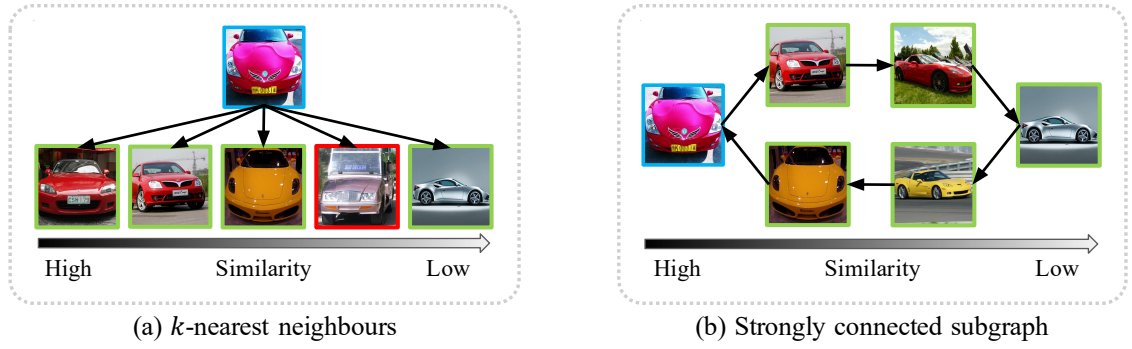 High Similarity Low
(a) k-nearest neighbours
High Similarity Low
(b) Strongly connected subgraph